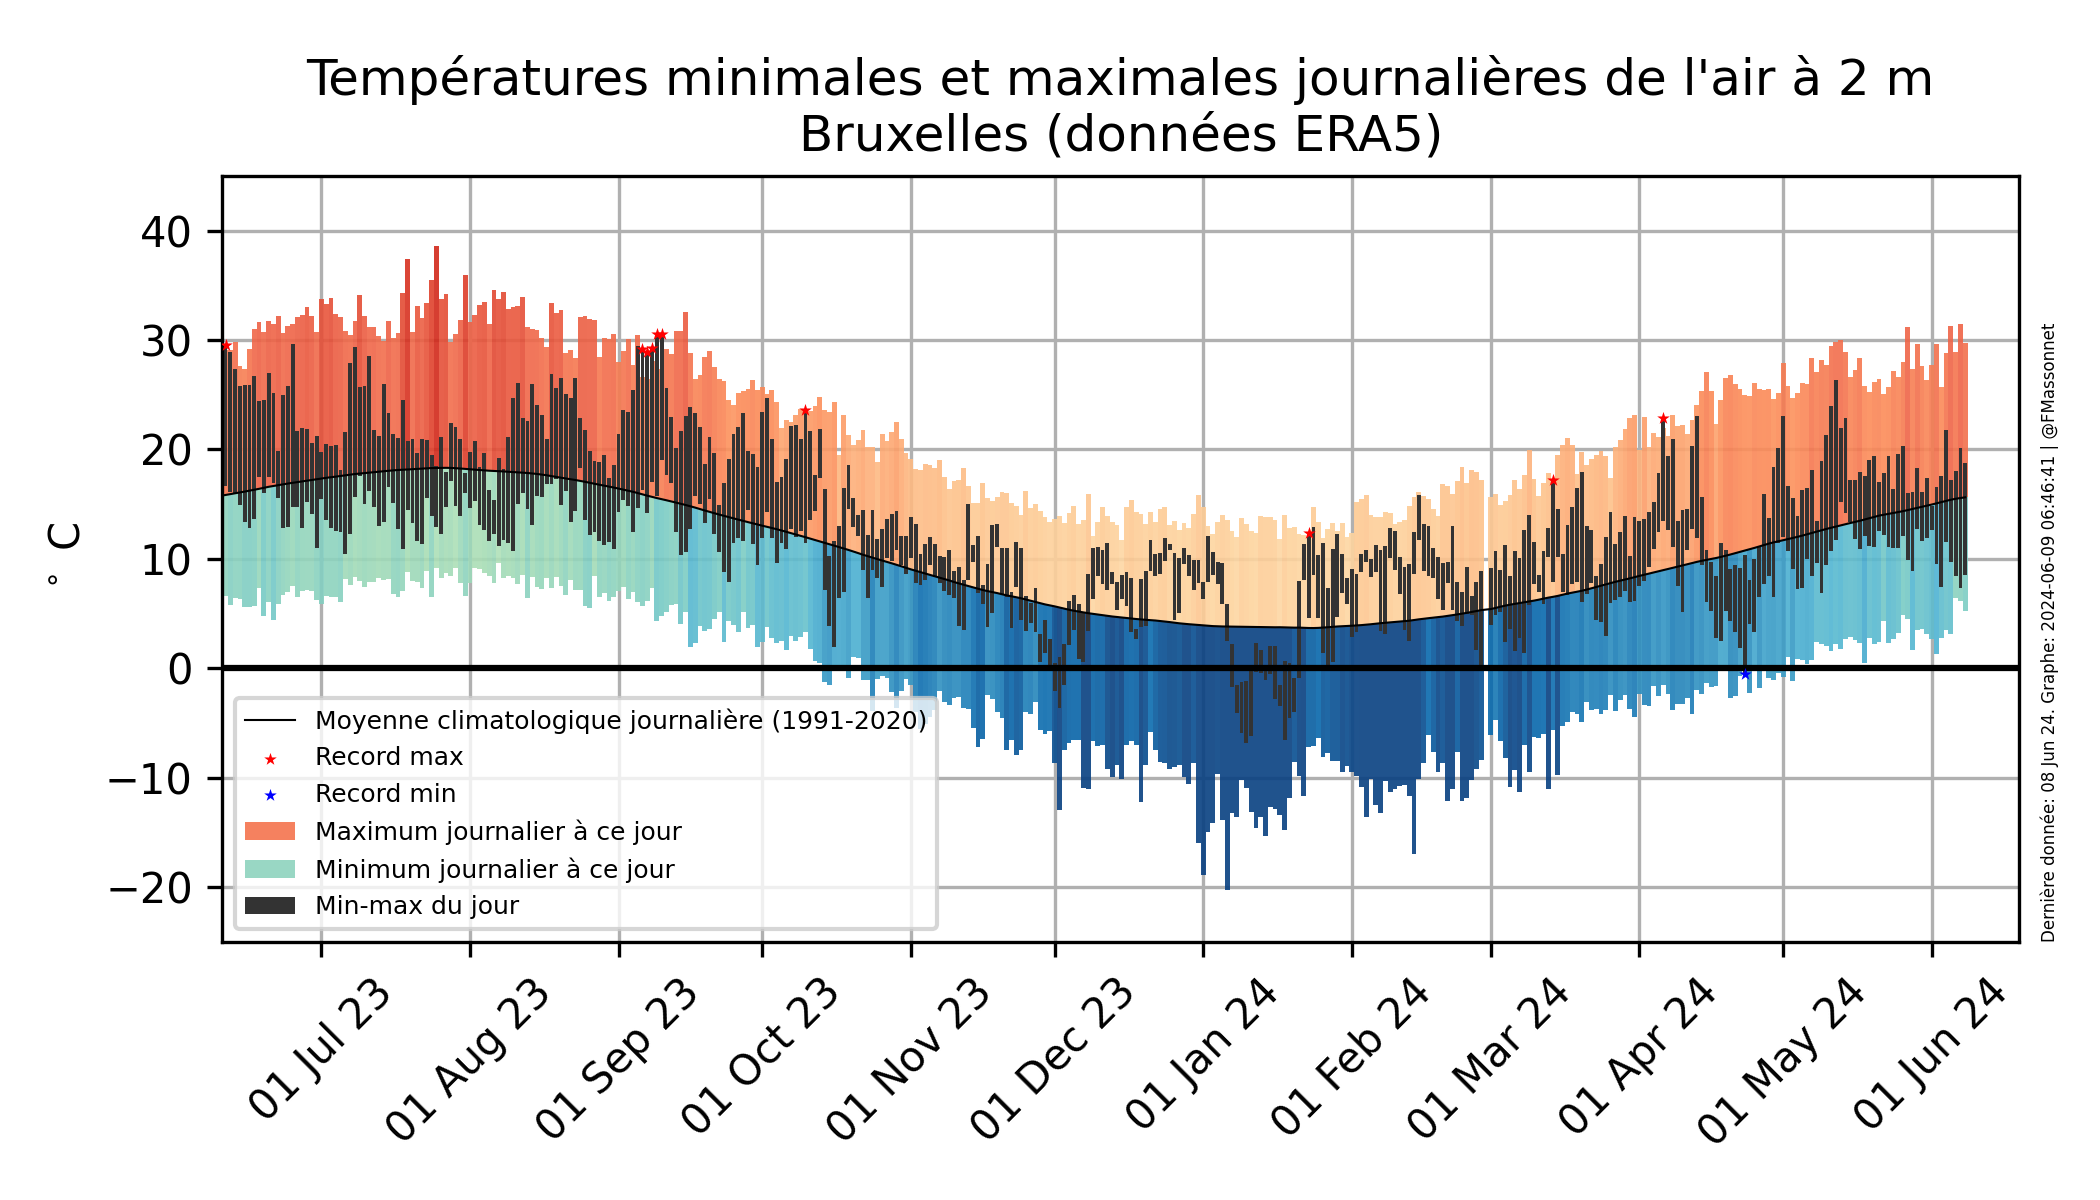 Températures minimales et maximales journalières de l'air à 2 m
Bruxelles (données ERA5)
° C
40
30
20
10
0
−10
−20
Moyenne climatologique journalière (1991-2020)
Record max
Record min
Maximum journalier à ce jour
Minimum journalier à ce jour
Min-max du jour
01 Jul 23
01 Aug 23
01 Sep 23
01 Oct 23
01 Nov 23
01 Dec 23
01 Jan 24
01 Feb 24
01 Mar 24
01 Apr 24
01 May 24
01 Jun 24
Dernière donnée: 08 Jun 24. Graphe: 2024-06-09 06:46:41 | @FMassonnet